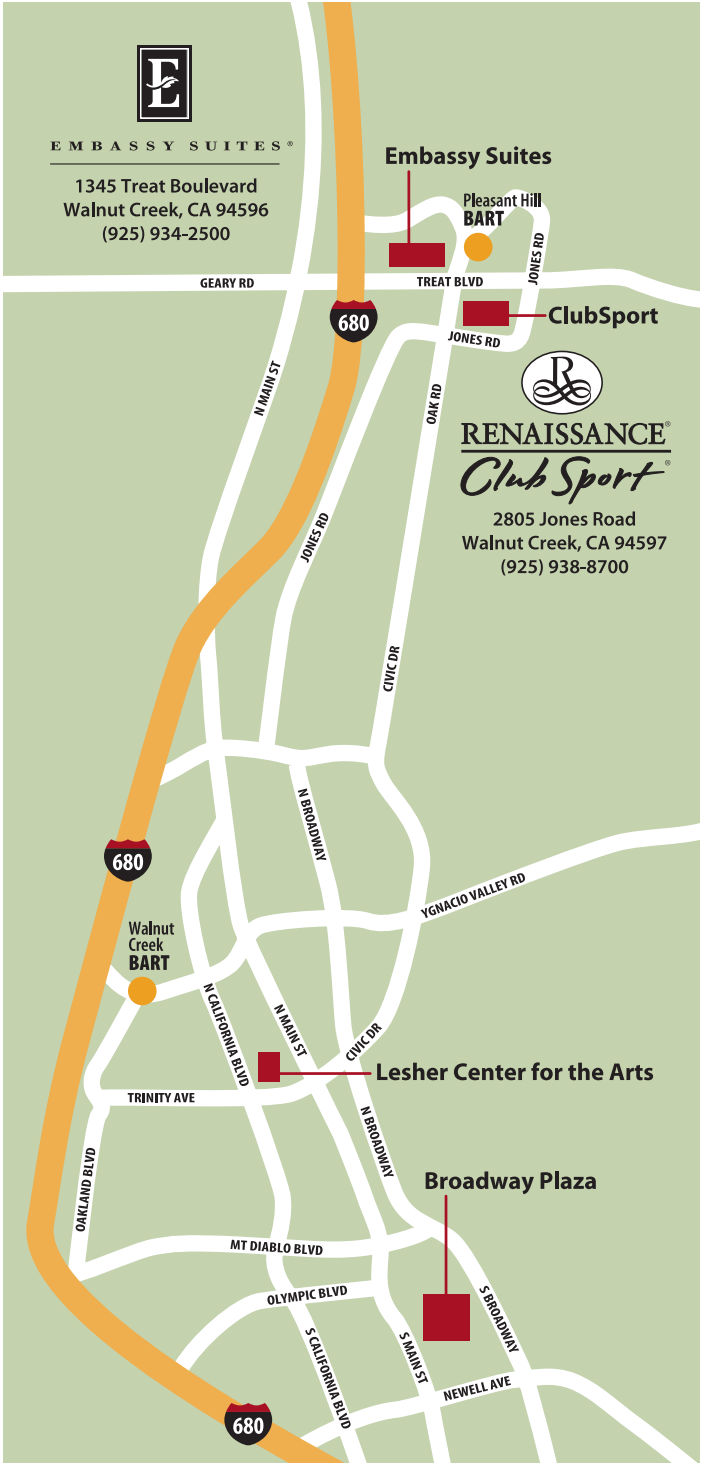 E
EMBASSY SUITES®
1345 Treat Boulevard
Walnut Creek, CA 94596
(925) 934-2500
Embassy Suites
Pleasant Hill
BART
JONES RD
GEARY RD
TREAT BLVD
680
ClubSport
JONES RD
N MAIN ST
OAK RD
R
RENAISSANCE®
Club Sport®
2805 Jones Road
Walnut Creek, CA 94597
(925) 938-8700
JONES RD
CIVIC DR
N BROADWAY
680
YGNACIO VALLEY RD
Walnut
Creek
BART
N CALIFORNIA BLVD
N MAIN ST
CIVIC DR
Lesher Center for the Arts
TRINITY AVE
N BROADWAY
OAKLAND BLVD
Broadway Plaza
MT DIABLO BLVD
OLYMPIC BLVD
S BROADWAY
S CALIFORNIA BLVD
S MAIN ST
NEWELL AVE
680